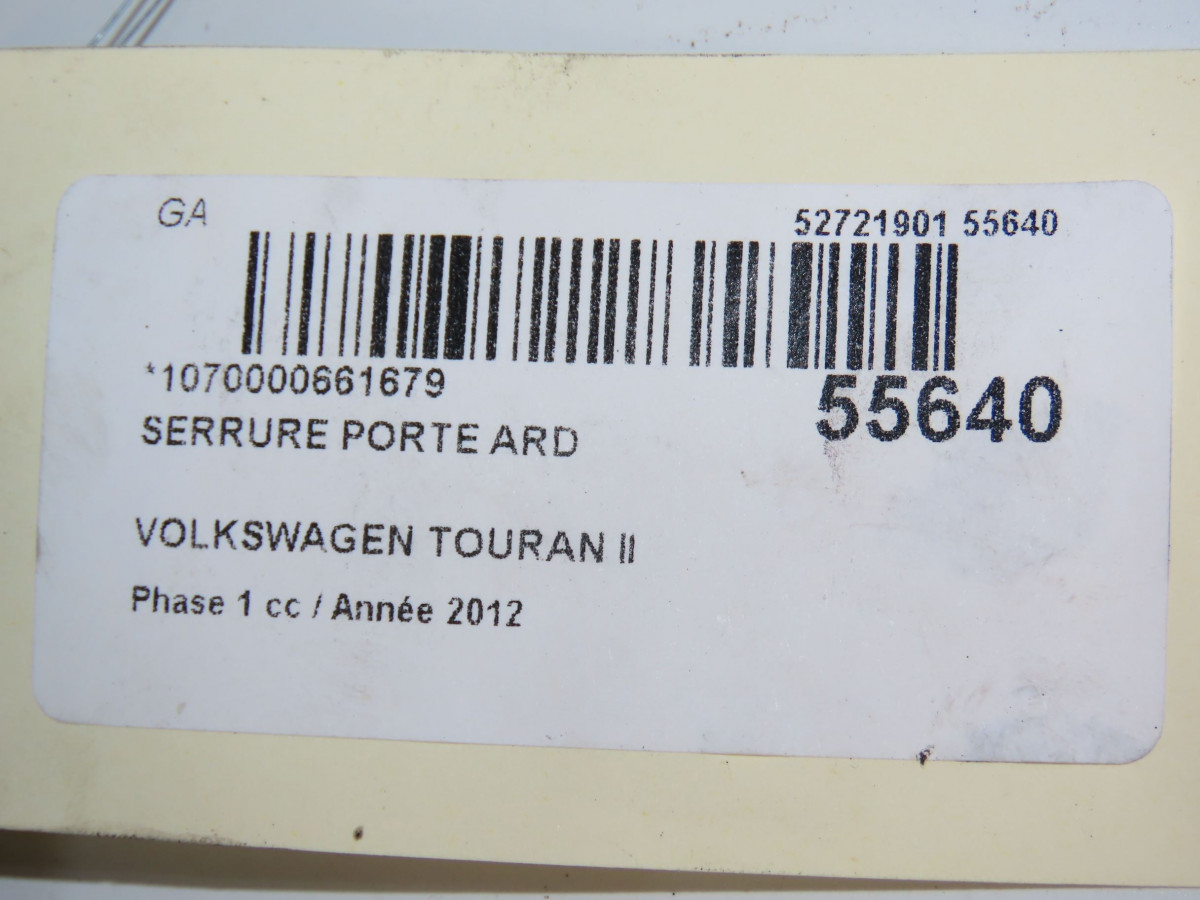 GA
52721901 55640
*1070000661679
55640
SERRURE PORTE ARD
VOLKSWAGEN TOURAN II
Phase 1 cc / Année 2012